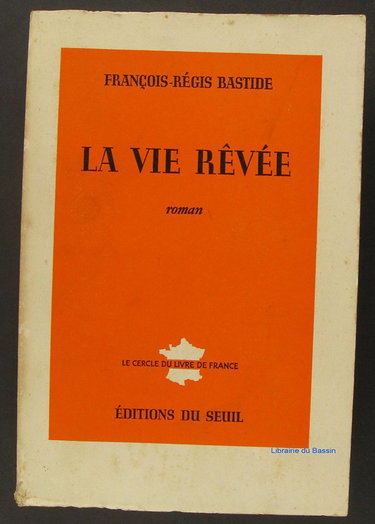 FRANÇOIS-RÉGIS BASTIDE
LA VIE RÊVÉE
roman
LE CERCLE DU LIVRE DE FRANCE
ÉDITIONS DU SEUIL
Librairie du Bassin